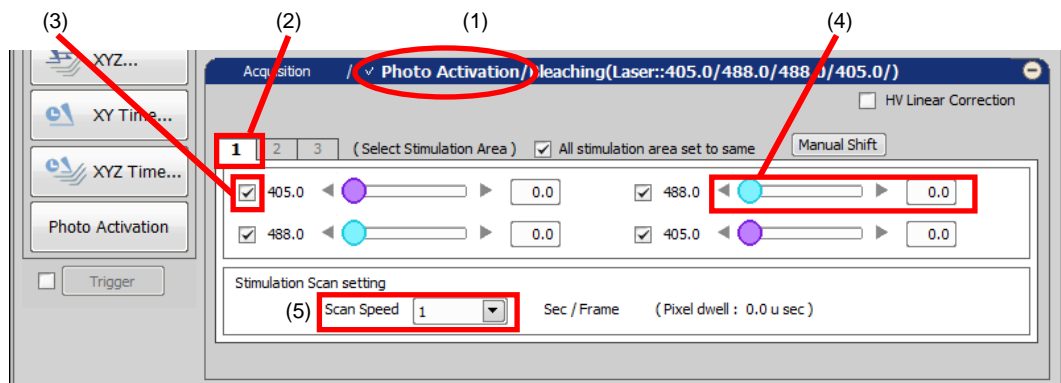 (3) (2) (1) (4)
XYZ...
Acquisition / ˅ Photo Activation/Bleaching(Laser::405.0/488.0/488.0/405.0/)
HV Linear Correction
XY Time...
1 2 3 ( Select Stimulation Area ) All stimulation area set to same Manual Shift
XYZ Time...
405.0 0.0 488.0 0.0
Photo Activation
488.0 0.0 405.0 0.0
Trigger
Stimulation Scan setting
(5) Scan Speed 1 Sec / Frame ( Pixel dwell : 0.0 u sec )